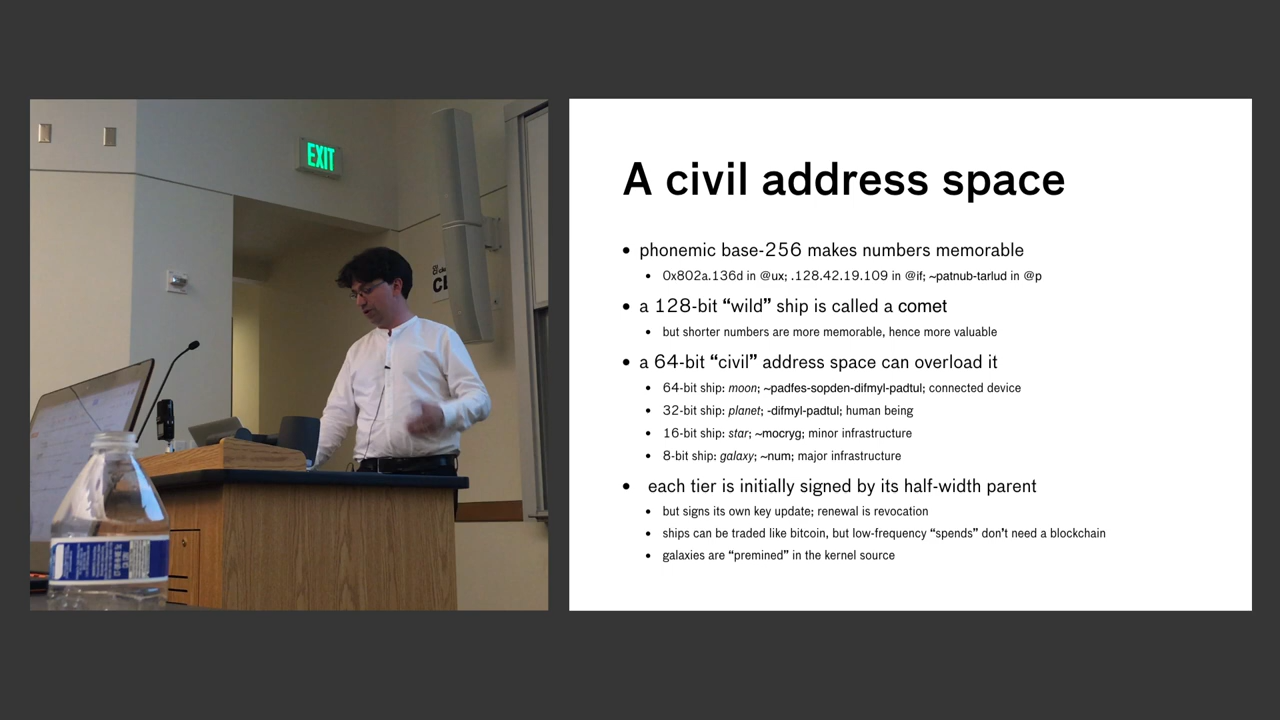 EXIT
A civil address space
• phonemic base-256 makes numbers memorable
• 0x802a.136d in @ux; .128.42.19.109 in @if; ~patnub-tarlud in @p
• a 128-bit “wild” ship is called a comet
• but shorter numbers are more memorable, hence more valuable
• a 64-bit “civil” address space can overload it
• 64-bit ship: moon; ~padfes-sopden-difmyl-padtul; connected device
• 32-bit ship: planet; -difmyl-padtul; human being
• 16-bit ship: star; ~mocryg; minor infrastructure
• 8-bit ship: galaxy; ~num; major infrastructure
• each tier is initially signed by its half-width parent
• but signs its own key update; renewal is revocation
• ships can be traded like bitcoin, but low-frequency “spends” don’t need a blockchain
• galaxies are “premined” in the kernel source